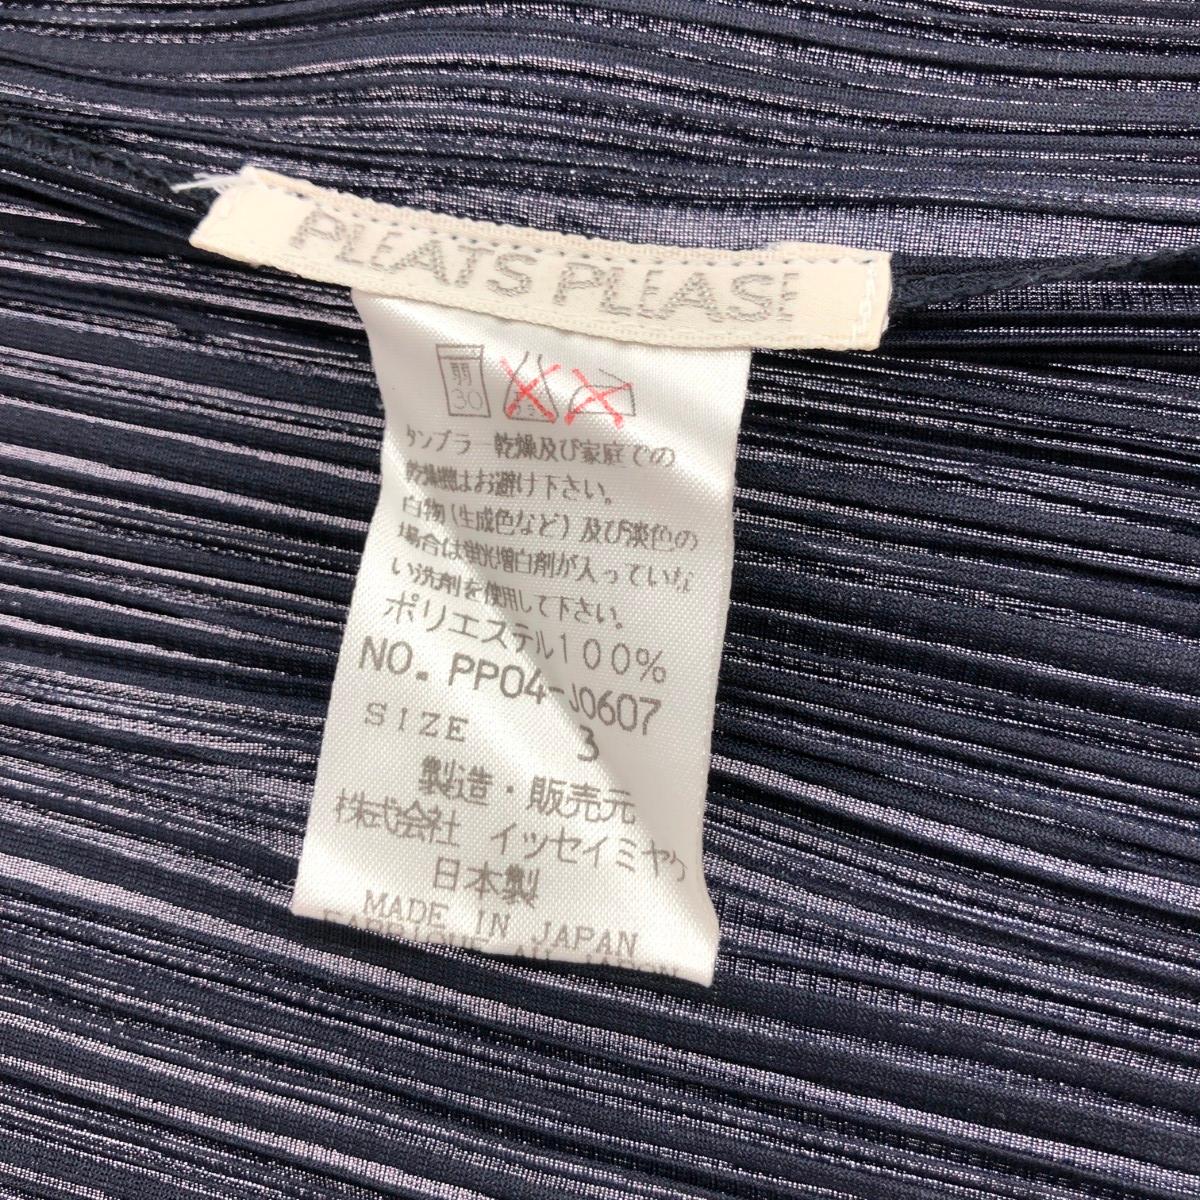 PLEATS PLEASE
弱
30
タンブラー乾燥及び家庭での
乾燥機はお避け下さい。
白物(生成色など)及び淡色の
場合は蛍光増白剤が入っていな
い洗剤を使用して下さい。
ポリエステル100%
NO. PP04-J0607
SIZE 3
製造・販売元
株式会社 イッセイミヤケ
日本製
MADE IN JAPAN